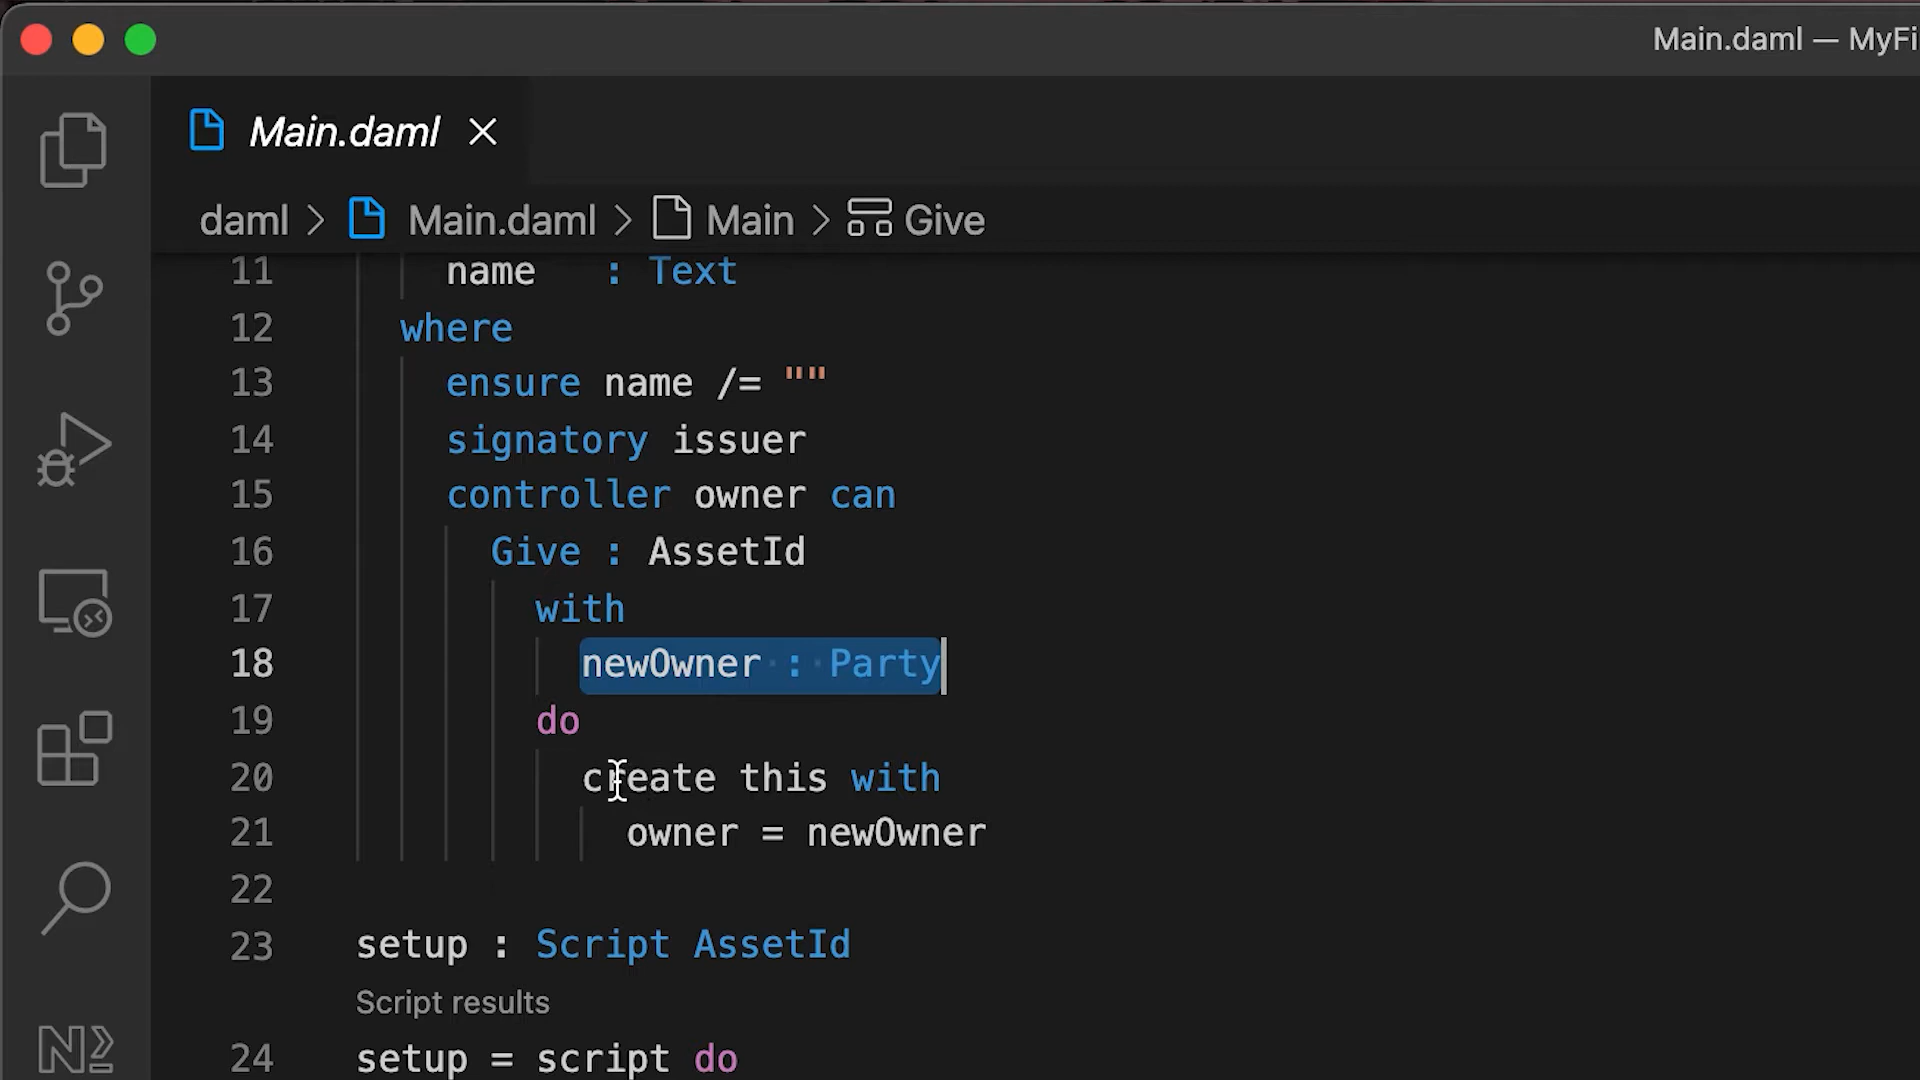 Main.daml — MyFi
Main.daml
daml > Main.daml > Main > Give
11 name : Text
12 where
13 ensure name /= ""
14 signatory issuer
15 controller owner can
16 Give : AssetId
17 with
18 newOwner : Party
19 do
20 create this with
21 owner = newOwner
22
23 setup : Script AssetId
Script results
24 setup = script do